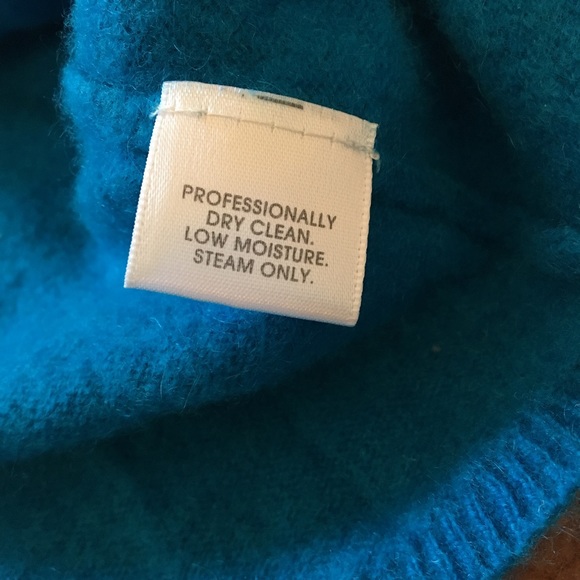 PROFESSIONALLY
DRY CLEAN.
LOW MOISTURE.
STEAM ONLY.